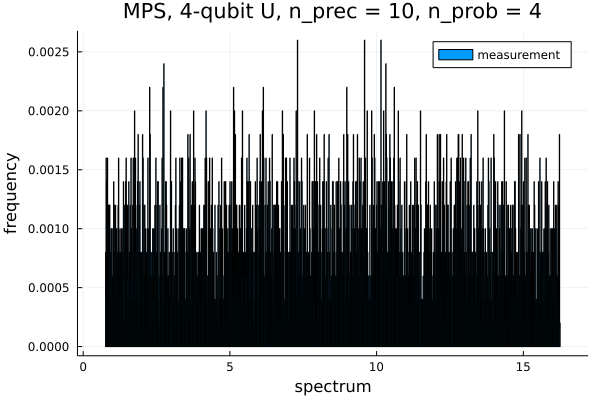 MPS, 4-qubit U, n_prec = 10, n_prob = 4
measurement
frequency
0.0025
0.0020
0.0015
0.0010
0.0005
0.0000
0 5 10 15
spectrum